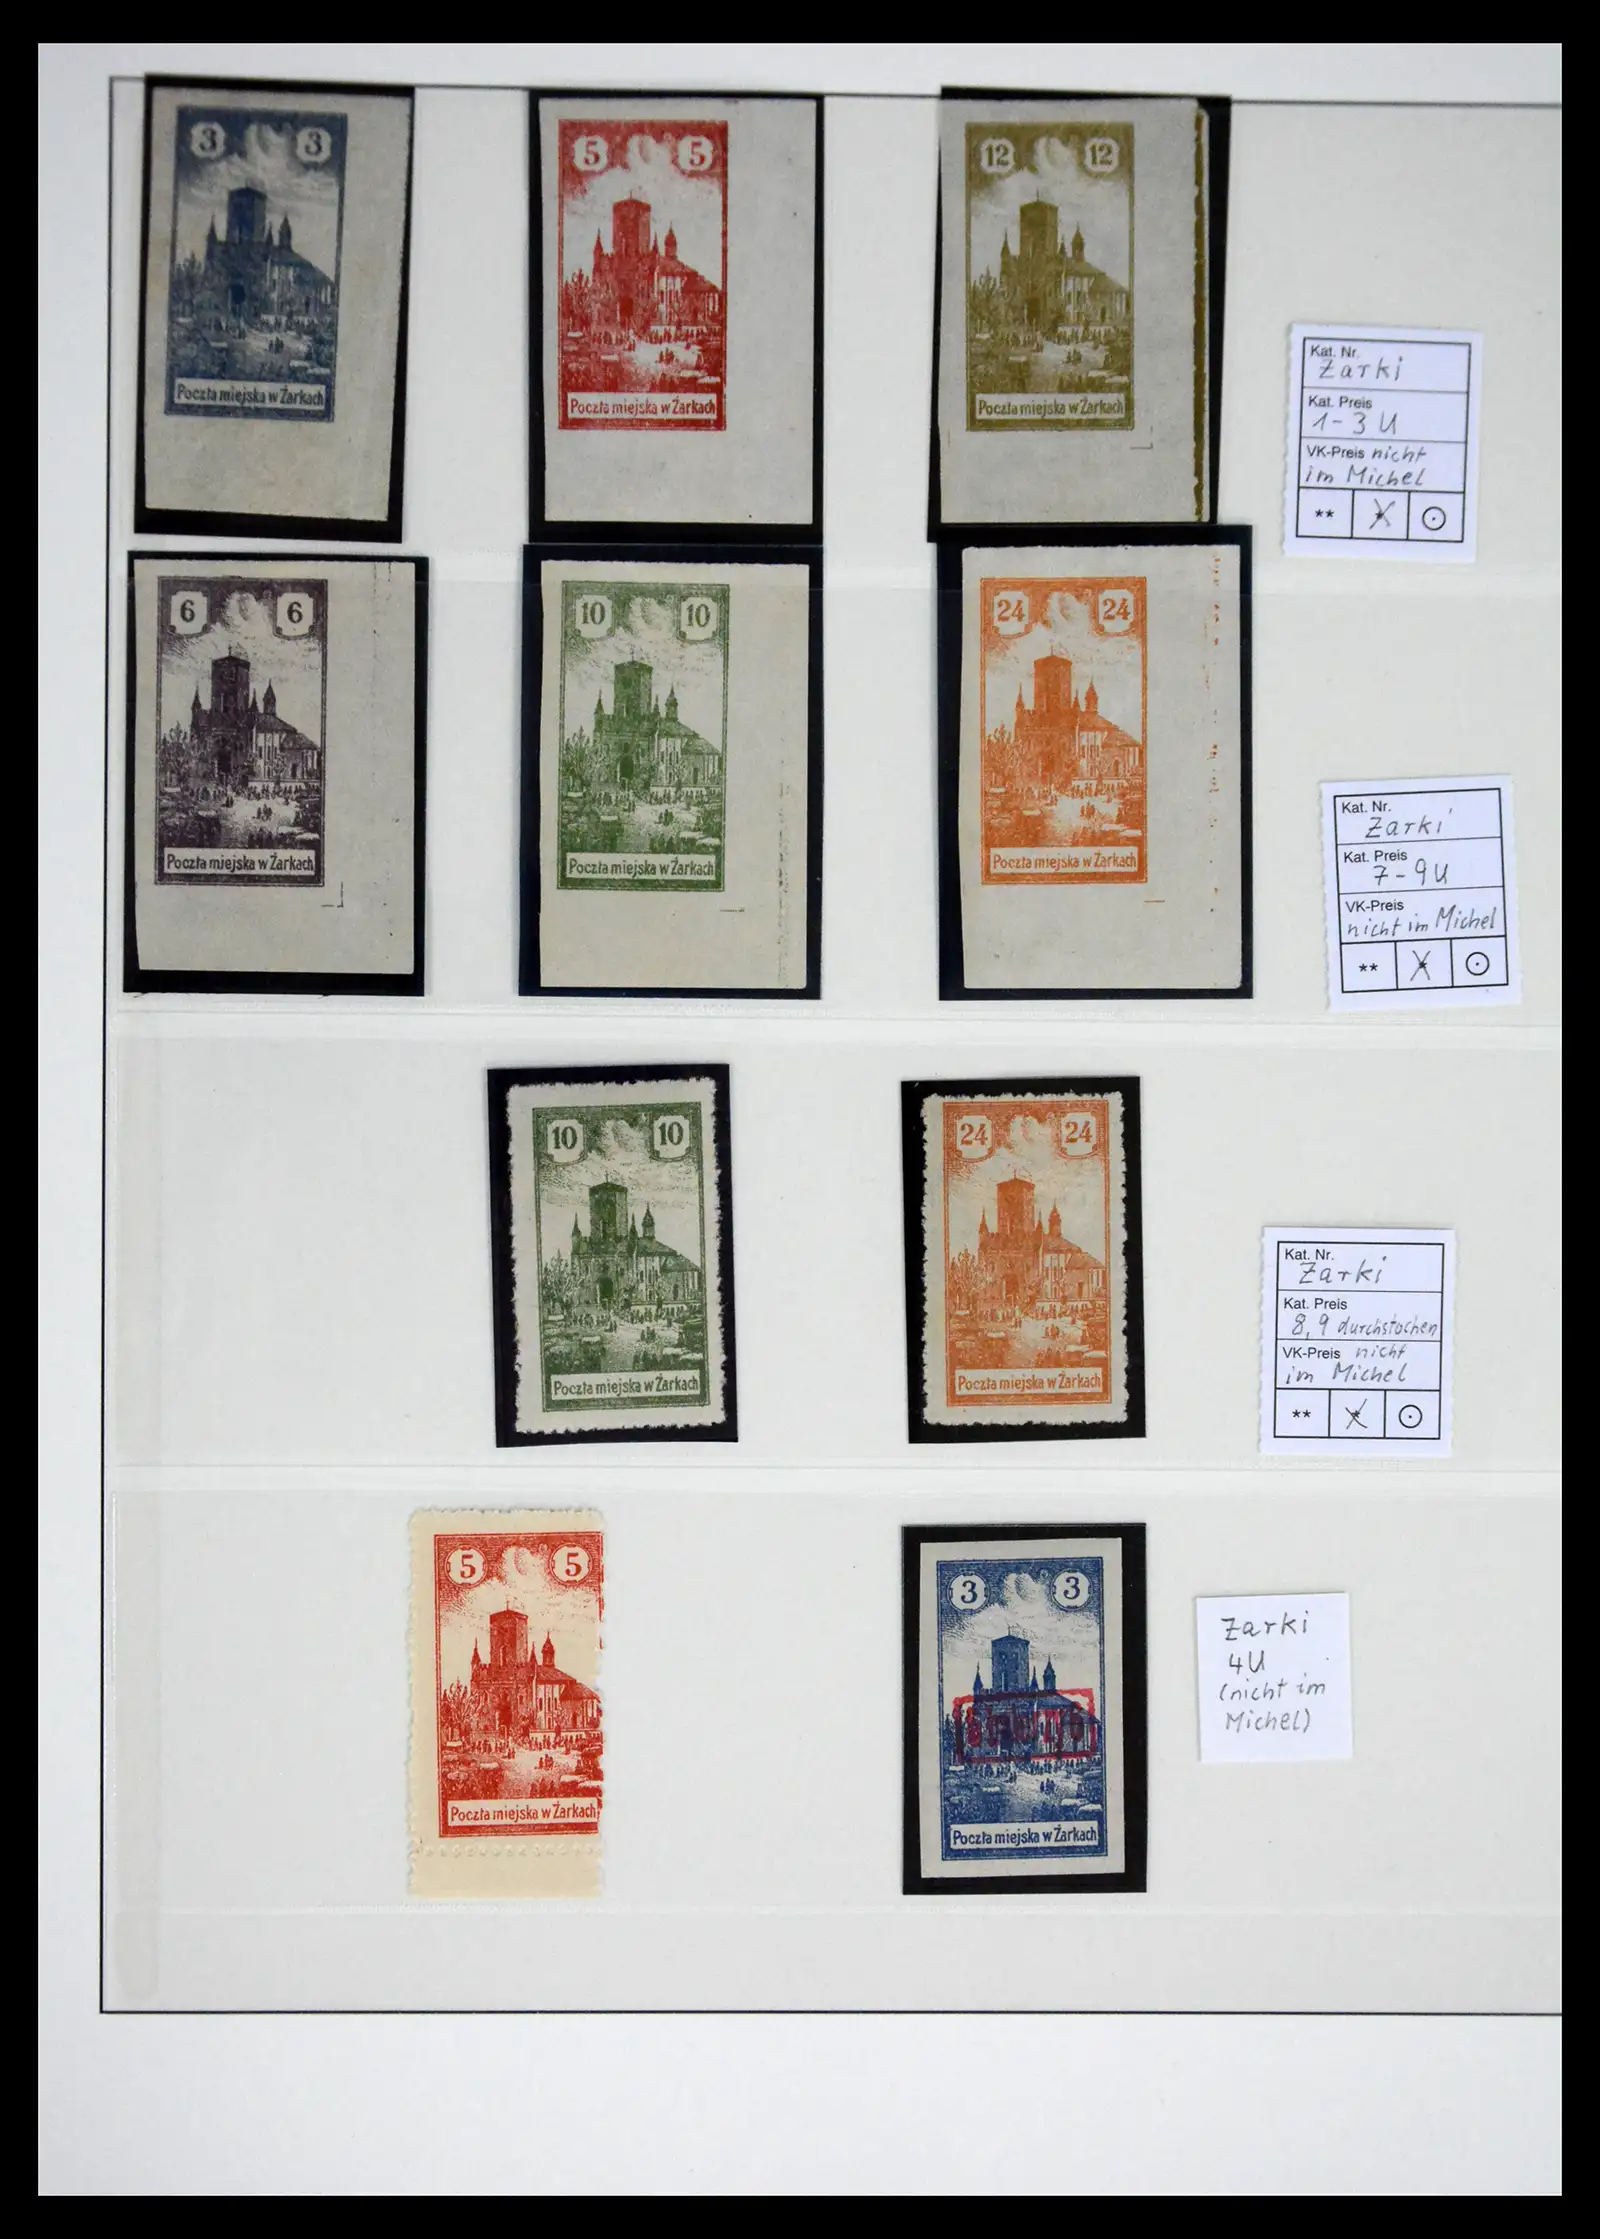 3 3
Poczta miejska w Żarkach
5 5
Poczta miejska w Żarkach
12 12
Poczta miejska w Żarkach
Kat. Nr.
Żarki
Kat. Preis
1-3 U
VK-Preis nicht
im Michel
**
*
6 6
Poczta miejska w Żarkach
10 10
Poczta miejska w Żarkach
24 24
Poczta miejska w Żarkach
Kat. Nr.
Żarki
Kat. Preis
7-9U
VK-Preis
nicht im Michel
**
*
10 10
Poczta miejska w Żarkach
24 24
Poczta miejska w Żarkach
Kat. Nr.
Żarki
Kat. Preis
8, 9 durchstochen
VK-Preis nicht
im Michel
**
*
5 5
Poczta miejska w Żarkach
3 3
Poczta miejska w Żarkach
Żarki
4U
(nicht im
Michel)